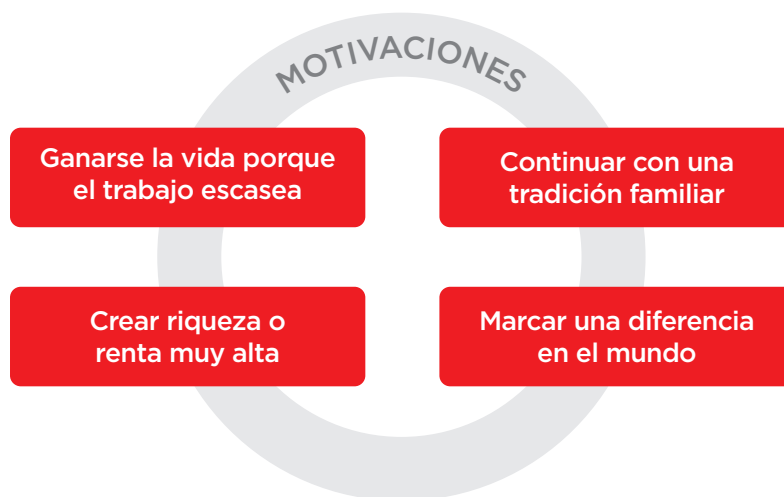 MOTIVACIONES
Ganarse la vida porque
el trabajo escasea
Continuar con una
tradición familiar
Crear riqueza o
renta muy alta
Marcar una diferencia
en el mundo